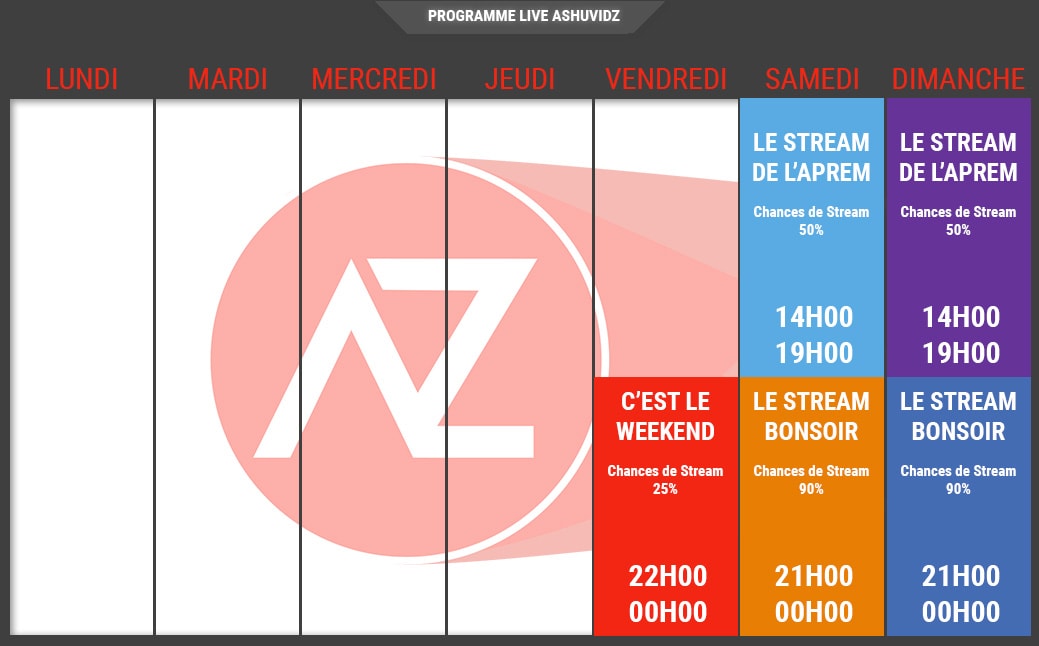 PROGRAMME LIVE ASHUVIDZ
LUNDI
MARDI
MERCREDI
JEUDI
VENDREDI
SAMEDI
DIMANCHE
AZ
C’EST LE
WEEKEND
Chances de Stream
25%
22H00
00H00
LE STREAM
DE L’APREM
Chances de Stream
50%
14H00
19H00
LE STREAM
BONSOIR
Chances de Stream
90%
21H00
00H00
LE STREAM
DE L’APREM
Chances de Stream
50%
14H00
19H00
LE STREAM
BONSOIR
Chances de Stream
90%
21H00
00H00